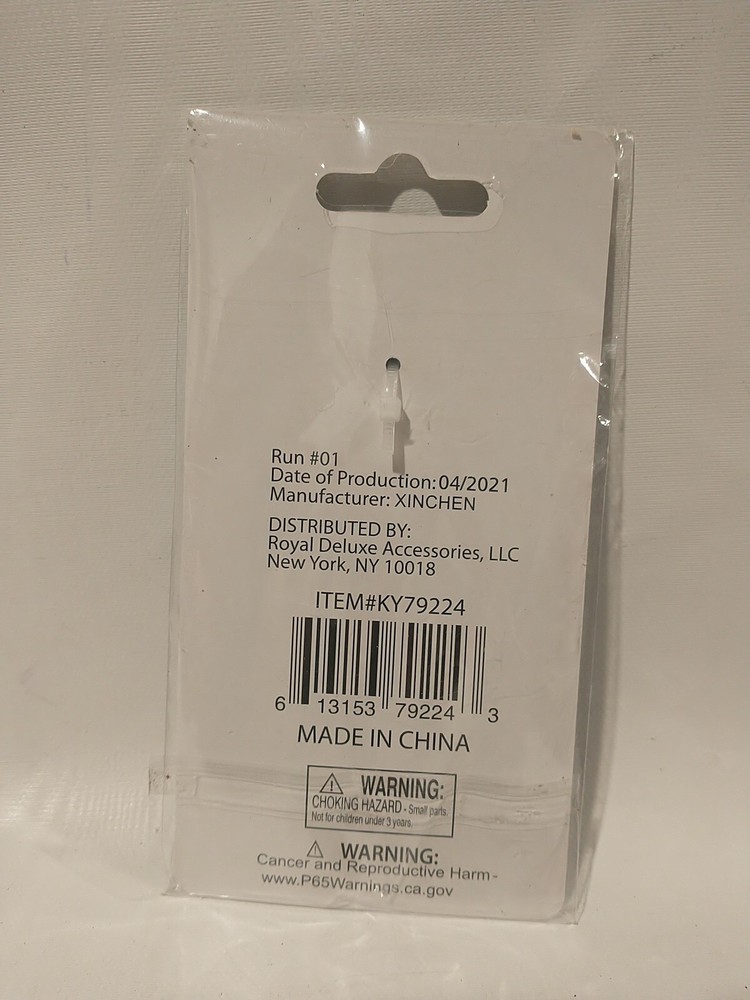 Run #01
Date of Production: 04/2021
Manufacturer: XINCHEN
DISTRIBUTED BY:
Royal Deluxe Accessories, LLC
New York, NY 10018
ITEM#KY79224
6 13153 79224 3
MADE IN CHINA
WARNING:
CHOKING HAZARD - Small parts.
Not for children under 3 years.
WARNING:
Cancer and Reproductive Harm-
www.P65Warnings.ca.gov